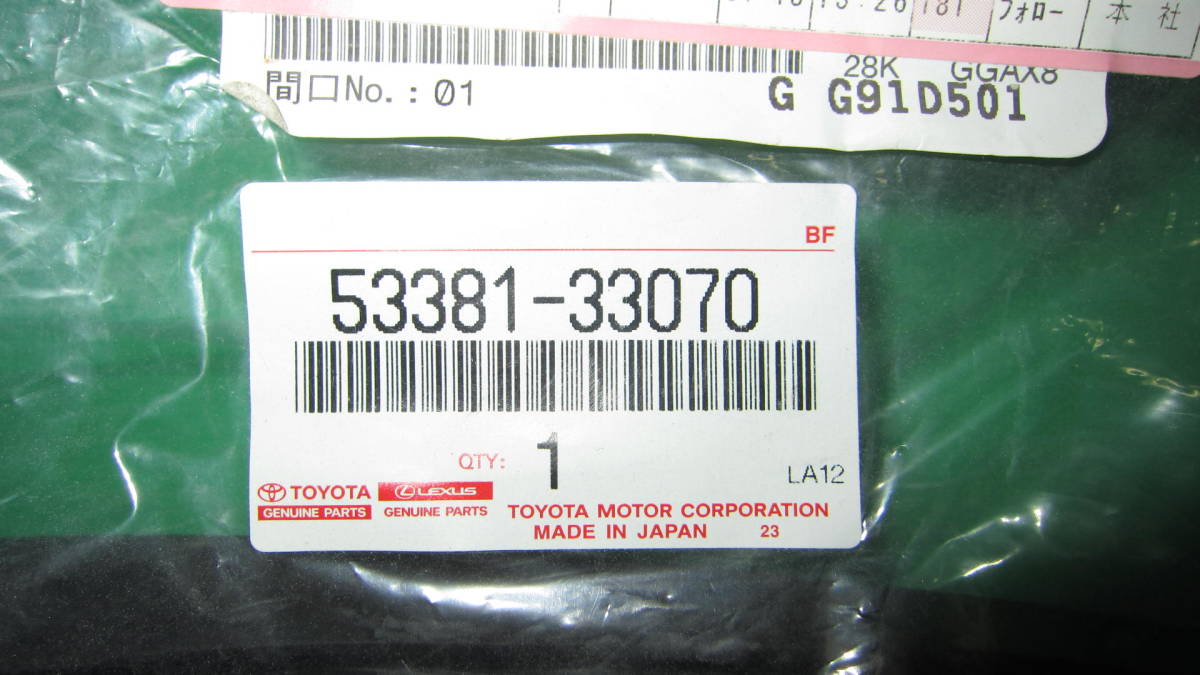 181 フォロー 本 社
28K GGAX8
間口No.:01 G G91D501
BF
53381-33070
QTY: 1
LA12
TOYOTA LEXUS
GENUINE PARTS GENUINE PARTS
TOYOTA MOTOR CORPORATION
MADE IN JAPAN 23